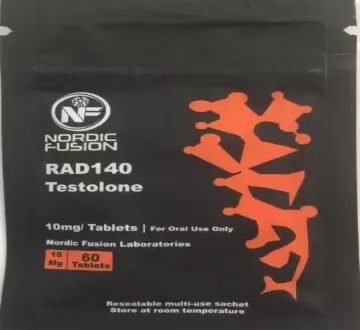 NF
NORDIC
FUSION
RAD140
Testolone
10mg/ Tablets | For Oral Use Only
Nordic Fusion Laboratories
10 Mg 60 Tablets
Resealable multi-use sachet
Store at room temperature